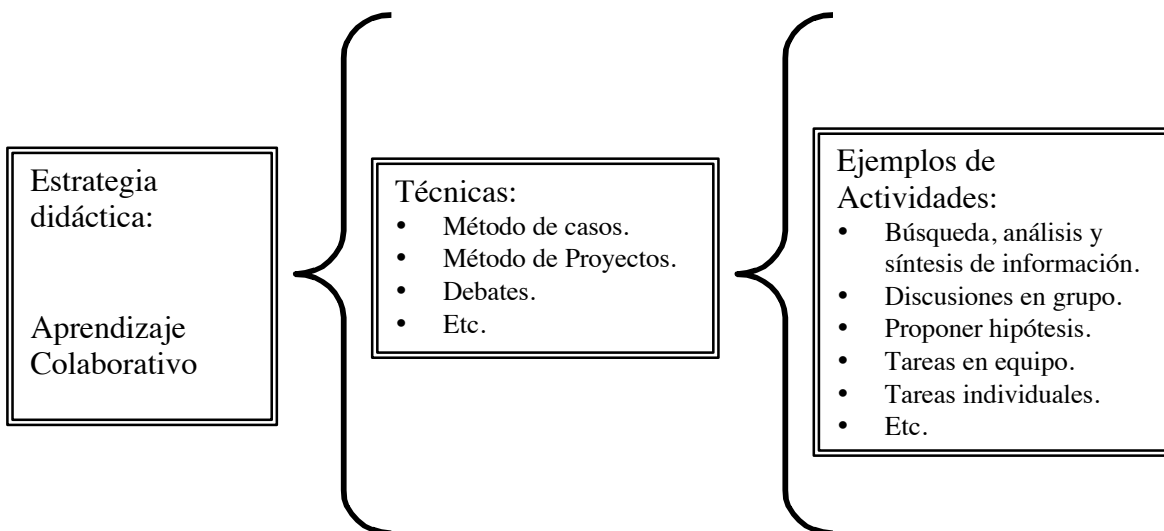 Estrategia
didáctica:
Aprendizaje
Colaborativo
Técnicas:
• Método de casos.
• Método de Proyectos.
• Debates.
• Etc.
Ejemplos de
Actividades:
• Búsqueda, análisis y
síntesis de información.
• Discusiones en grupo.
• Proponer hipótesis.
• Tareas en equipo.
• Tareas individuales.
• Etc.